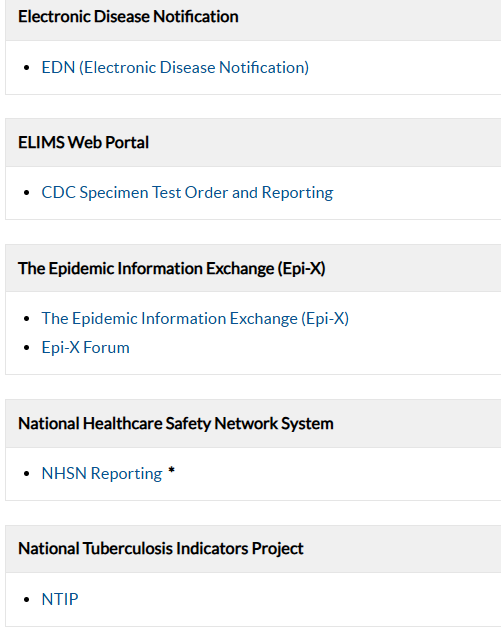 Electronic Disease Notification
EDN (Electronic Disease Notification)
ELIMS Web Portal
CDC Specimen Test Order and Reporting
The Epidemic Information Exchange (Epi-X)
The Epidemic Information Exchange (Epi-X)
Epi-X Forum
National Healthcare Safety Network System
NHSN Reporting *
National Tuberculosis Indicators Project
NTIP